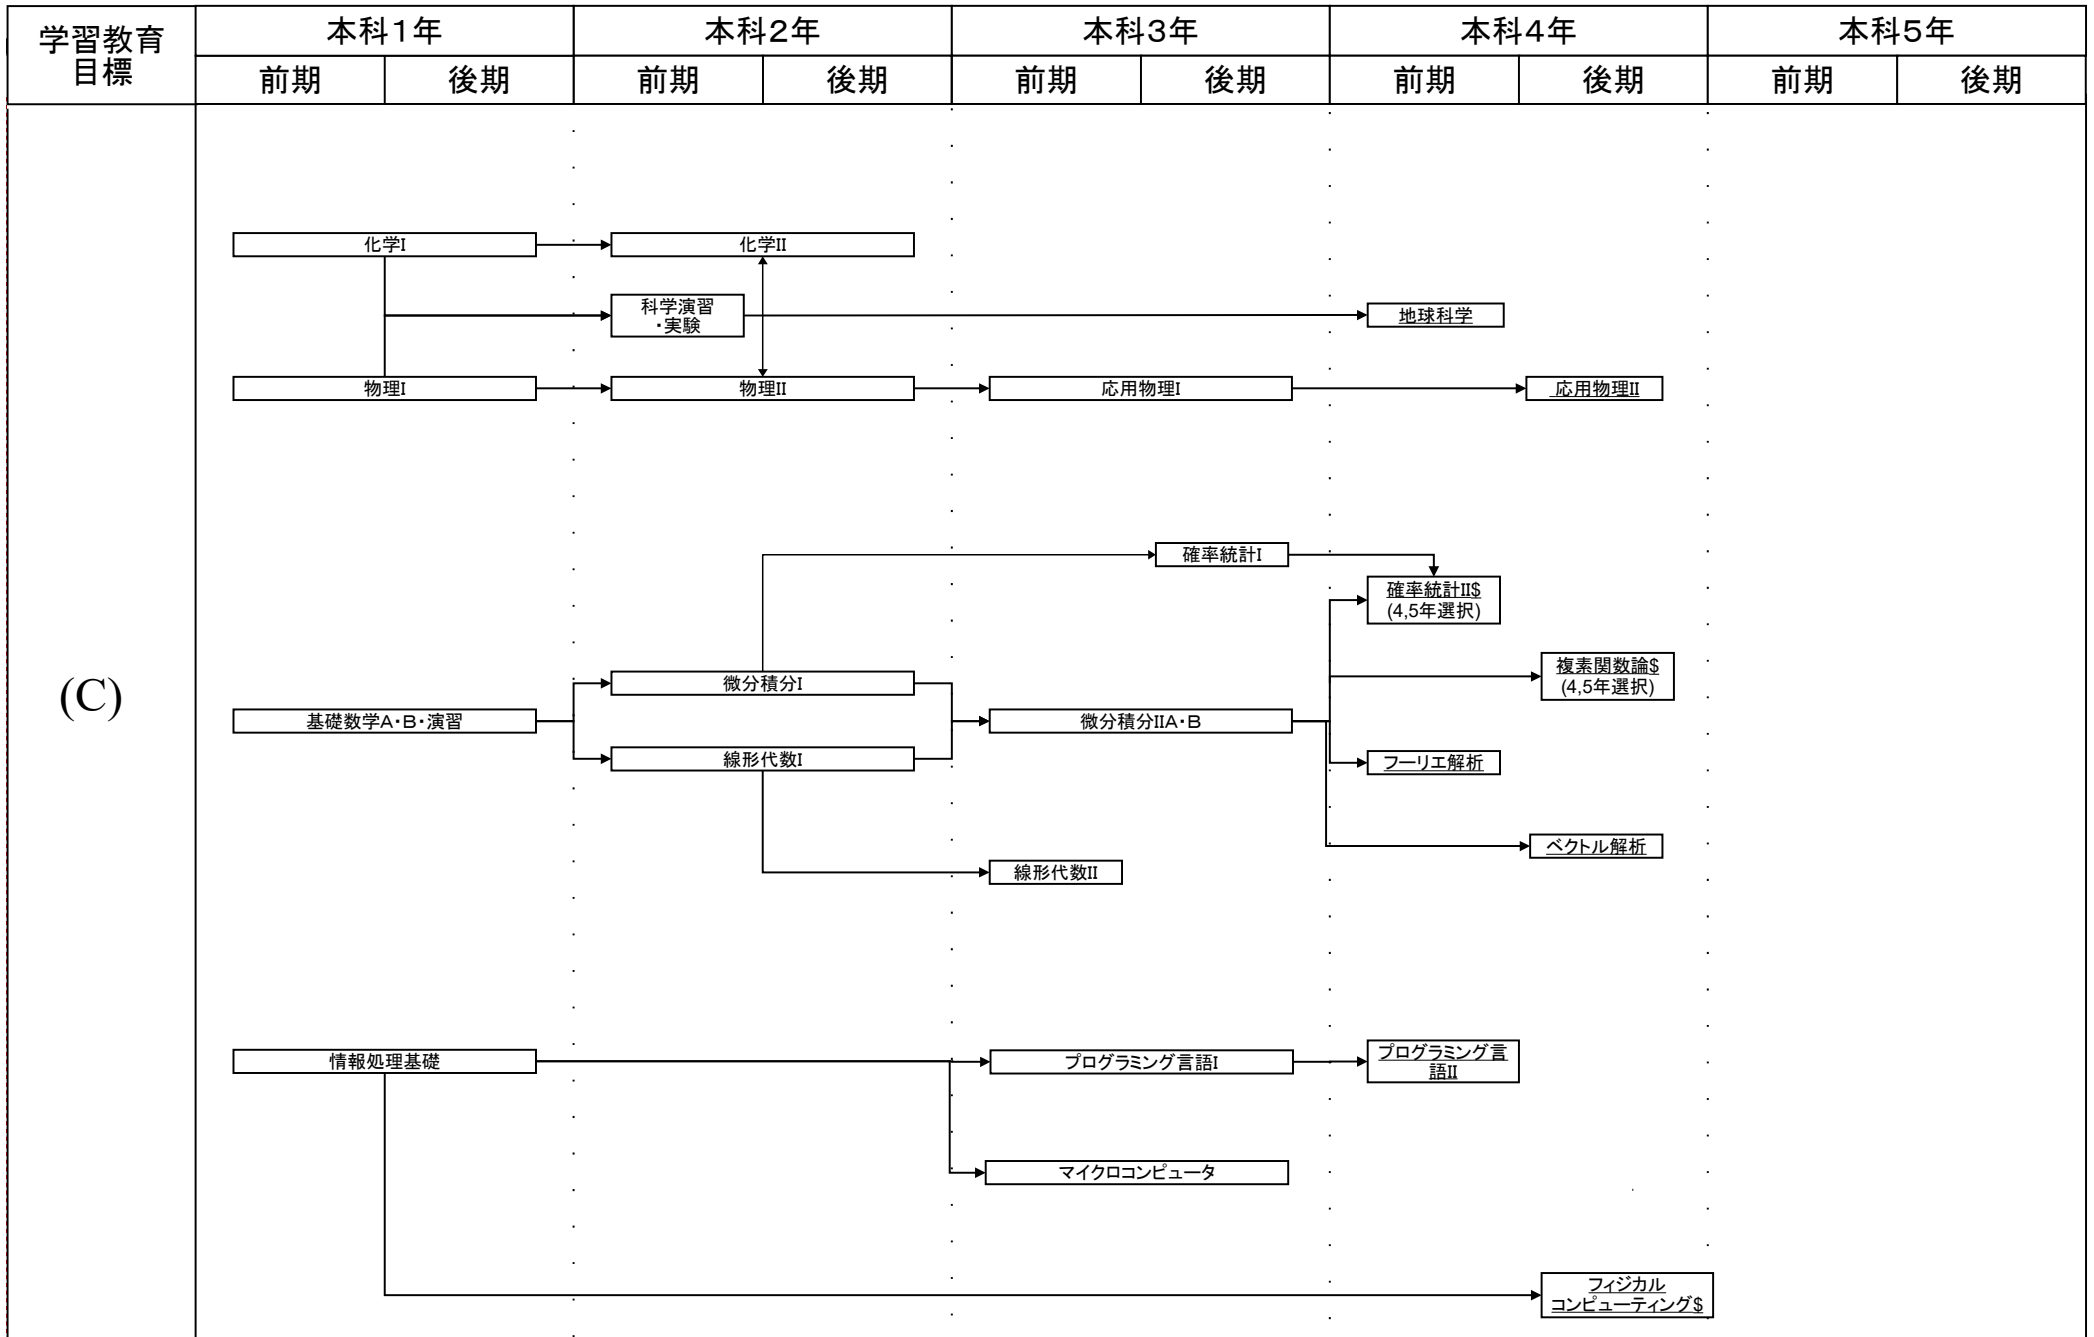 学習教育
目標
本科1年
本科2年
本科3年
本科4年
本科5年
前期
後期
前期
後期
前期
後期
前期
後期
前期
後期
(C)
化学I
化学II
科学演習
・実験
地球科学
物理I
物理II
応用物理I
応用物理II
確率統計I
確率統計II$
(4,5年選択)
微分積分I
複素関数論$
(4,5年選択)
基礎数学A・B・演習
微分積分IIA・B
線形代数I
フーリエ解析
ベクトル解析
線形代数II
情報処理基礎
プログラミング言語I
プログラミング言
語II
マイクロコンピュータ
フィジカル
コンピューティング$